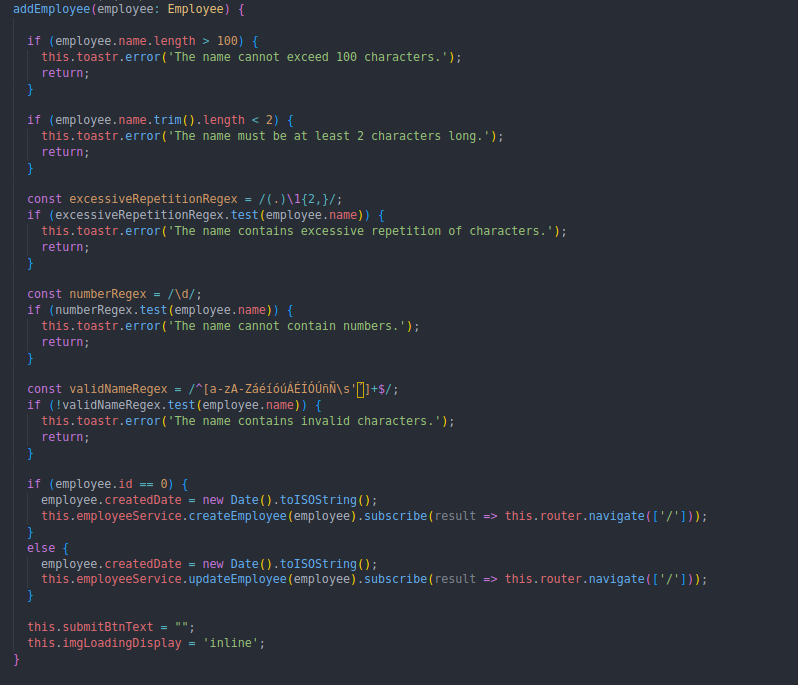 addEmployee(employee: Employee) {
if (employee.name.length > 100) {
this.toastr.error('The name cannot exceed 100 characters.');
return;
}
if (employee.name.trim().length < 2) {
this.toastr.error('The name must be at least 2 characters long.');
return;
}
const excessiveRepetitionRegex = /(.)\1{2,}/;
if (excessiveRepetitionRegex.test(employee.name)) {
this.toastr.error('The name contains excessive repetition of characters.');
return;
}
const numberRegex = /\d/;
if (numberRegex.test(employee.name)) {
this.toastr.error('The name cannot contain numbers.');
return;
}
const validNameRegex = /^[a-zA-ZáéíóúÁÉÍÓÚñÑ\s']+$/;
if (!validNameRegex.test(employee.name)) {
this.toastr.error('The name contains invalid characters.');
return;
}
if (employee.id == 0) {
employee.createdDate = new Date().toISOString();
this.employeeService.createEmployee(employee).subscribe(result => this.router.navigate(['/']));
}
else {
employee.createdDate = new Date().toISOString();
this.employeeService.updateEmployee(employee).subscribe(result => this.router.navigate(['/']));
}
this.submitBtnText = "";
this.imgLoadingDisplay = 'inline';
}